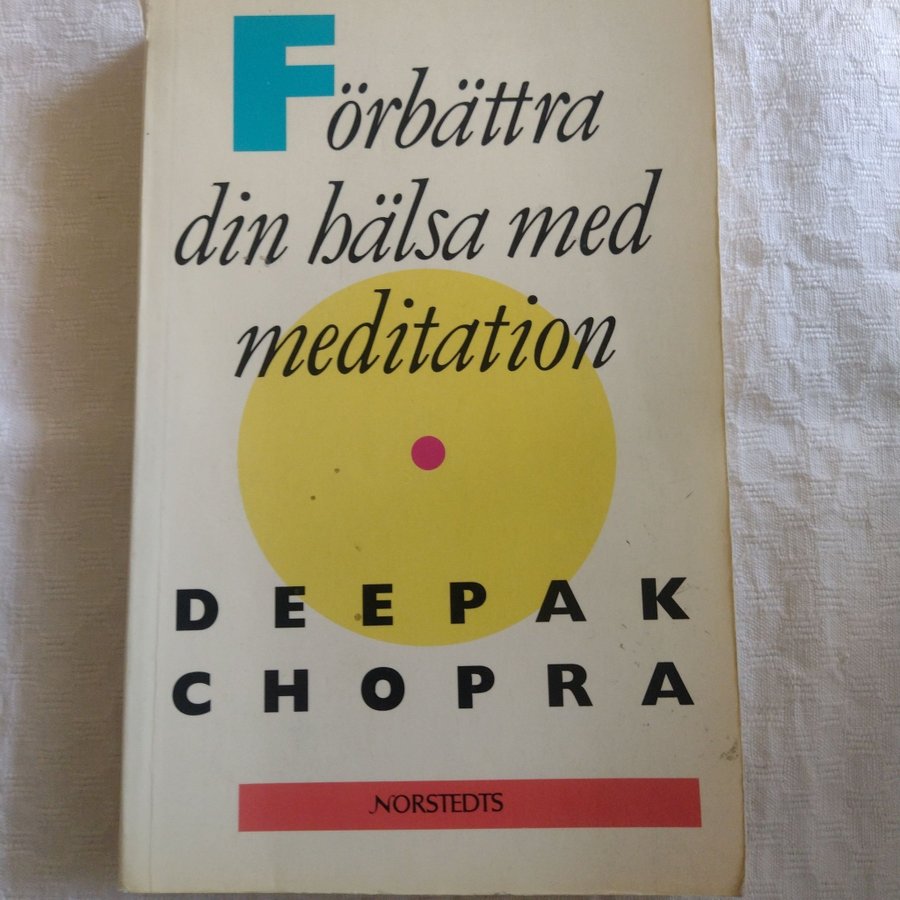 Förbättra
din hälsa med
meditation
DEEPAK
CHOPRA
NORSTEDTS